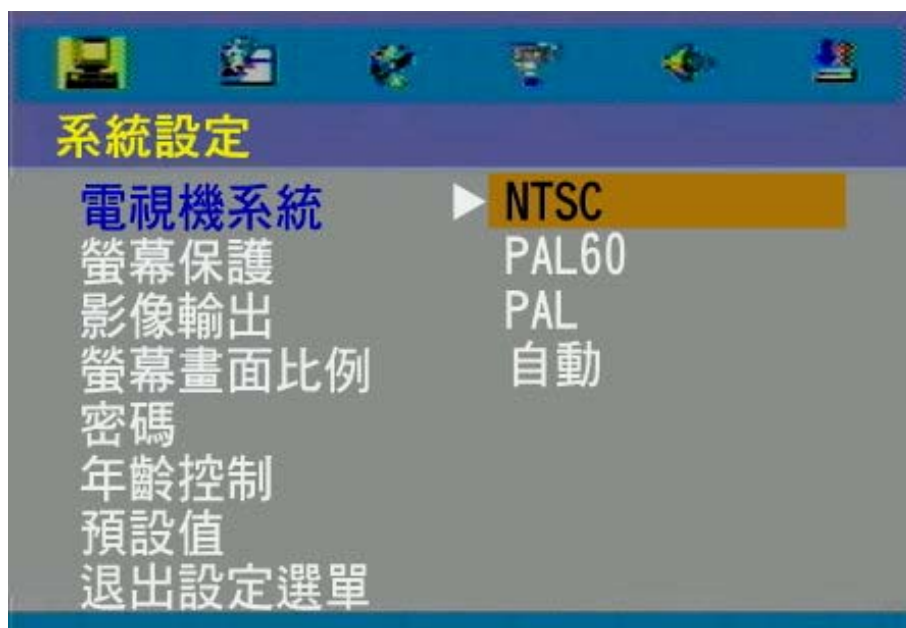 系統設定
電視機系統 ▶ NTSC
螢幕保護 PAL60
影像輸出 PAL
螢幕畫面比例 自動
密碼
年齡控制
預設值
退出設定選單